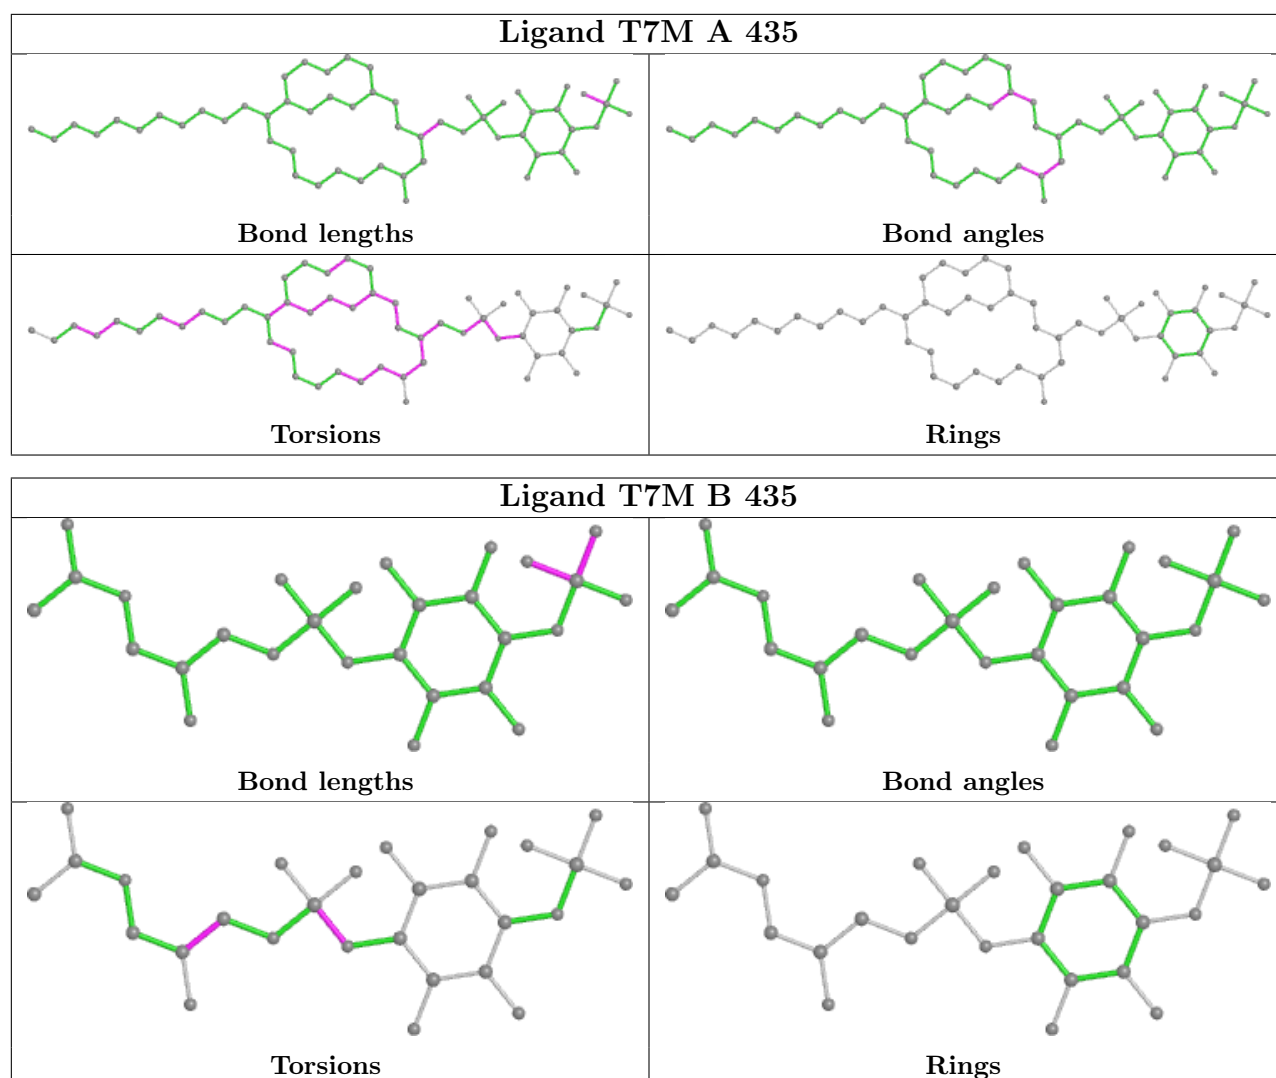 Ligand T7M A 435
Bond lengths
Bond angles
Torsions
Rings
Ligand T7M B 435
Bond lengths
Bond angles
Torsions
Rings